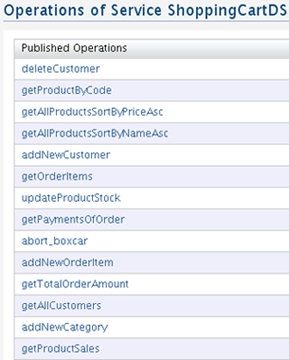 Operations of Service ShoppingCartDS
Published Operations
deleteCustomer
getProductByCode
getAllProductsSortByPriceAsc
getAllProductsSortByNameAsc
addNewCustomer
getOrderItems
updateProductStock
getPaymentsOfOrder
abort_boxcar
addNewOrderItem
getTotalOrderAmount
getAllCustomers
addNewCategory
getProductSales